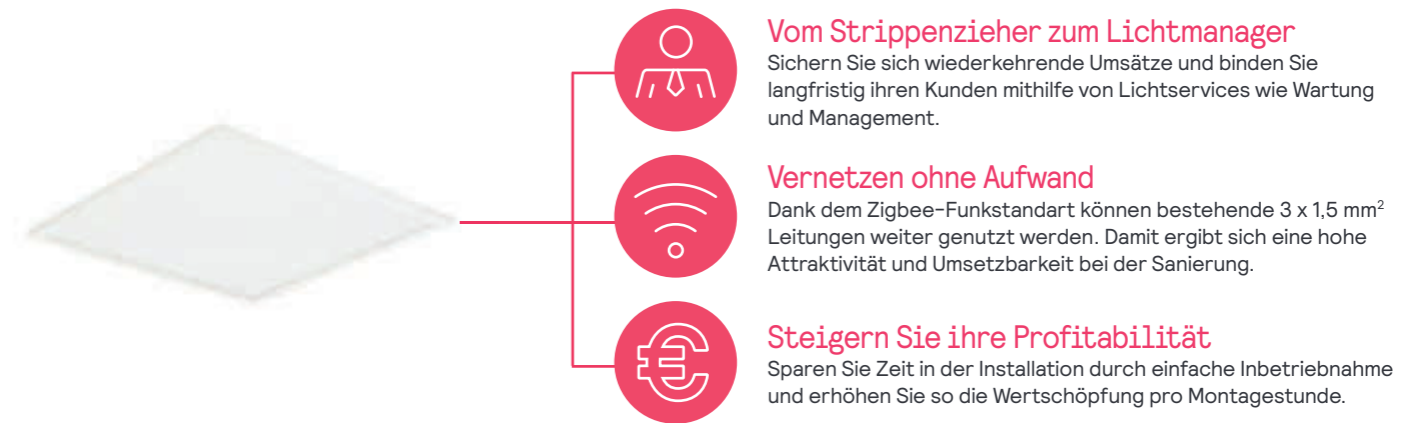 Vom Strippenzieher zum Lichtmanager
Sichern Sie sich wiederkehrende Umsätze und binden Sie
langfristig ihren Kunden mithilfe von Lichtservices wie Wartung
und Management.
Vernetzen ohne Aufwand
Dank dem Zigbee-Funkstandart können bestehende 3 x 1,5 mm²
Leitungen weiter genutzt werden. Damit ergibt sich eine hohe
Attraktivität und Umsetzbarkeit bei der Sanierung.
Steigern Sie ihre Profitabilität
Sparen Sie Zeit in der Installation durch einfache Inbetriebnahme
und erhöhen Sie so die Wertschöpfung pro Montagestunde.